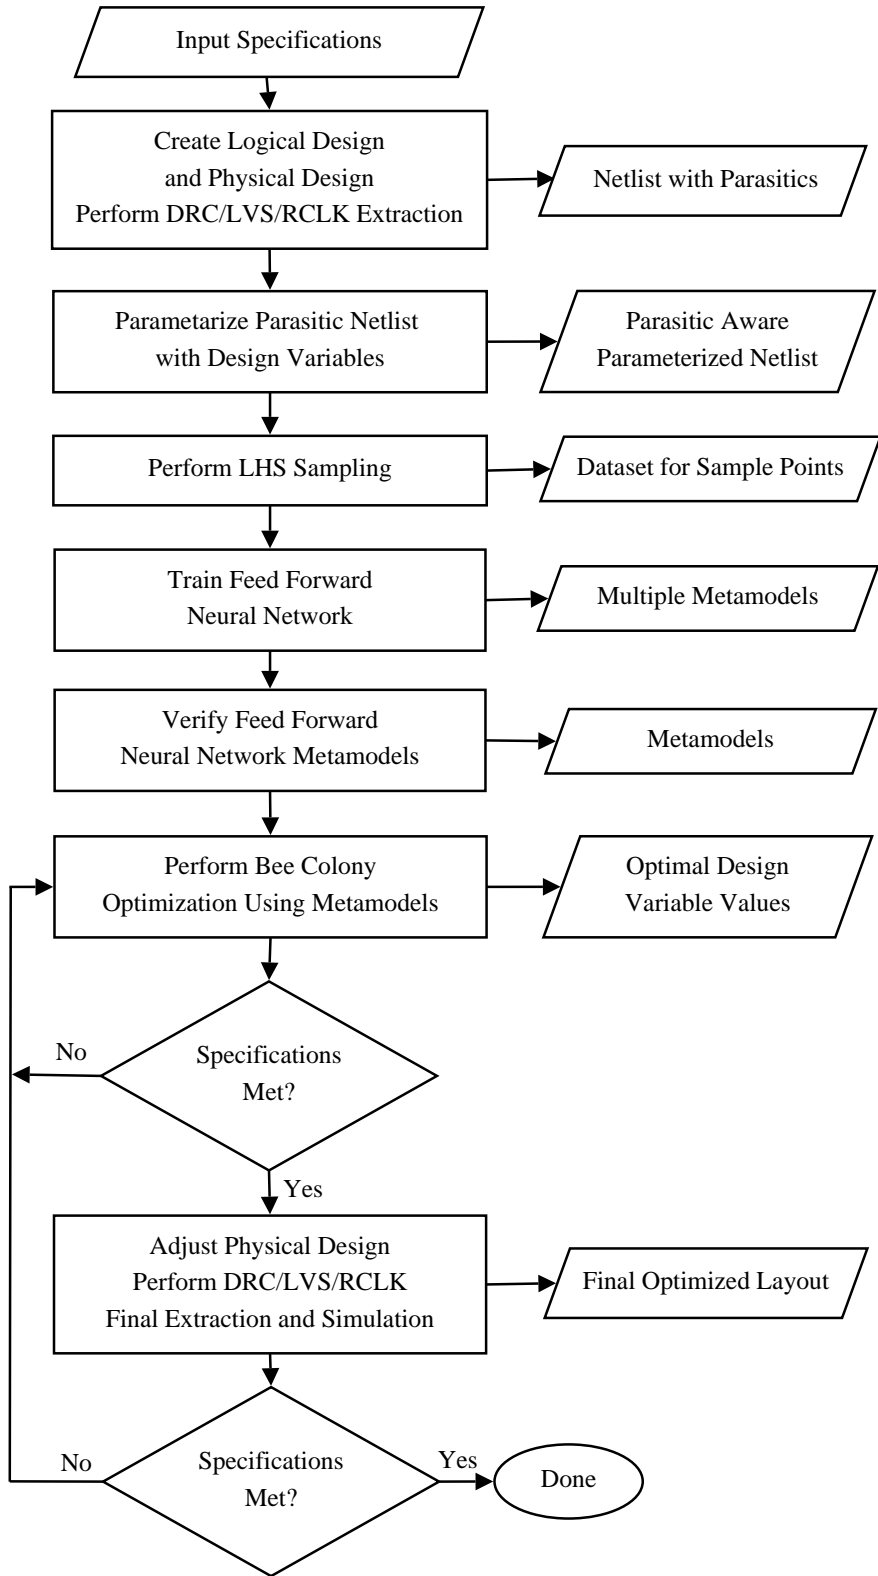 Input Specifications
Create Logical Design
and Physical Design
Perform DRC/LVS/RCLK Extraction
Netlist with Parasitics
Parametarize Parasitic Netlist
with Design Variables
Parasitic Aware
Parameterized Netlist
Perform LHS Sampling
Dataset for Sample Points
Train Feed Forward
Neural Network
Multiple Metamodels
Verify Feed Forward
Neural Network Metamodels
Metamodels
Perform Bee Colony
Optimization Using Metamodels
Optimal Design
Variable Values
No
Specifications
Met?
Yes
Adjust Physical Design
Perform DRC/LVS/RCLK
Final Extraction and Simulation
Final Optimized Layout
No
Specifications
Met?
Yes
Done